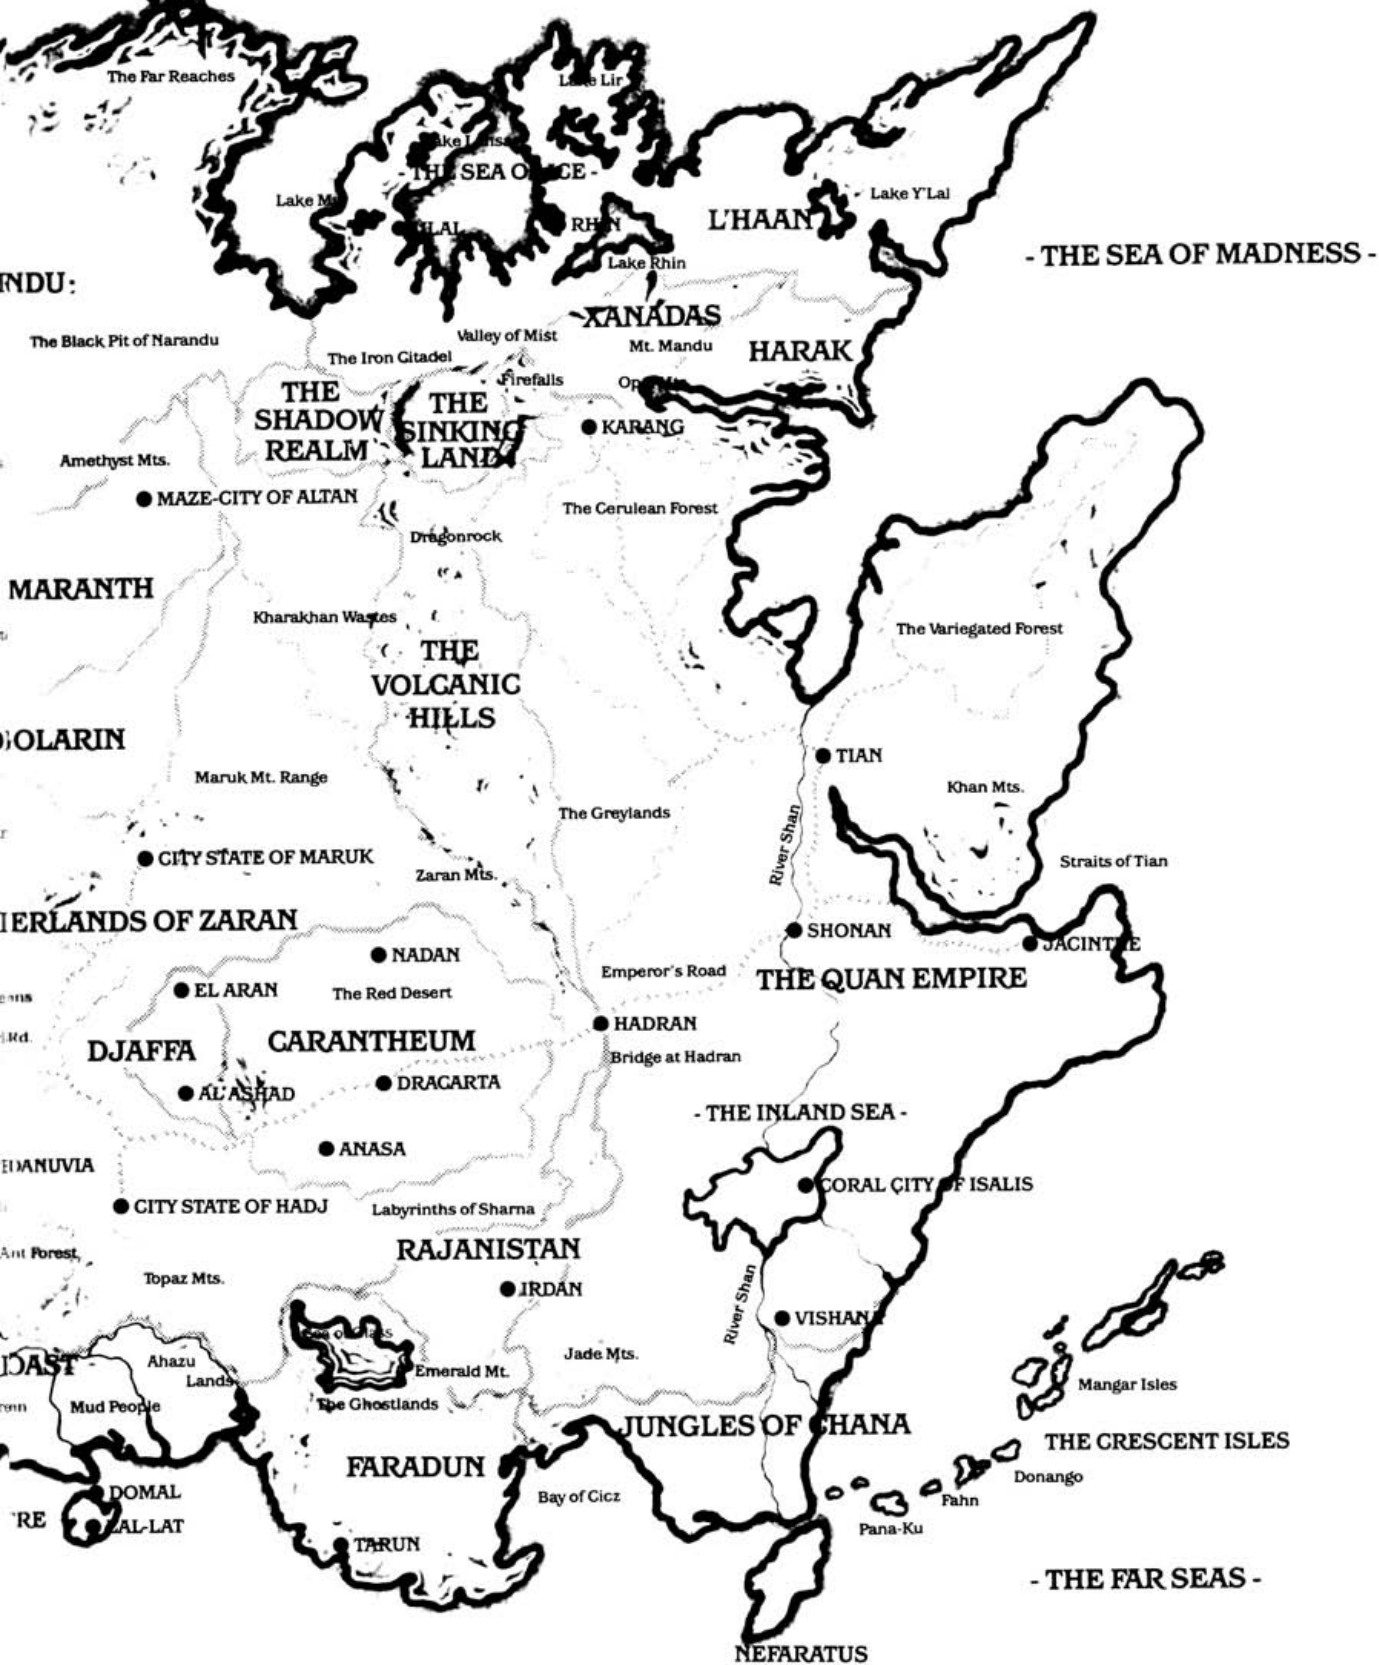 The Far Reaches
Lake Lir
- THE SEA OF ICE -
Lake Y'Lal
L'HAAN
RHIN
Lake Rhin
- THE SEA OF MADNESS -
XANADAS
The Black Pit of Narandu
Valley of Mist
Mt. Mandu
HARAK
The Iron Citadel
Firefalls
THE
SHADOW
REALM
THE
SINKING
LAND
KARANG
Amethyst Mts.
MAZE-CITY OF ALTAN
The Cerulean Forest
Dragonrock
MARANTH
Kharakhan Wastes
The Variegated Forest
THE
VOLCANIC
HILLS
TIAN
Maruk Mt. Range
Khan Mts.
The Greylands
River Shan
CITY STATE OF MARUK
Straits of Tian
Zaran Mts.
OF ZARAN
SHONAN
JACINTHE
NADAN
Emperor's Road
THE QUAN EMPIRE
EL ARAN
The Red Desert
HADRAN
DJAFFA
CARANTHEUM
Bridge at Hadran
DRACARTA
AL'ASHAD
- THE INLAND SEA -
ANASA
CORAL CITY OF ISALIS
CITY STATE OF HADJ
Labyrinths of Sharna
RAJANISTAN
Forest
Topaz Mts.
IRDAN
River Shan
VISHANA
Sea of Glass
Jade Mts.
Ahazu
Lands
Emerald Mt.
Mangar Isles
Mud People
The Ghostlands
JUNGLES OF CHANA
THE CRESCENT ISLES
FARADUN
Donango
DOMAL
Bay of Cicz
Fahn
ZAL-LAT
Pana-Ku
TARUN
- THE FAR SEAS -
NEFARATUS